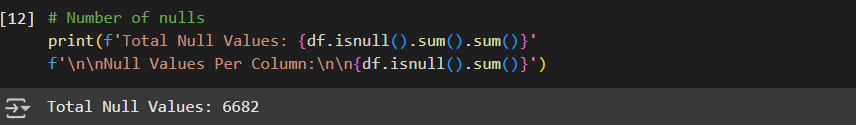 [12] # Number of nulls
print(f'Total Null Values: {df.isnull().sum().sum()}'
f'\n\nNull Values Per Column:\n\n{df.isnull().sum()}')
Total Null Values: 6682